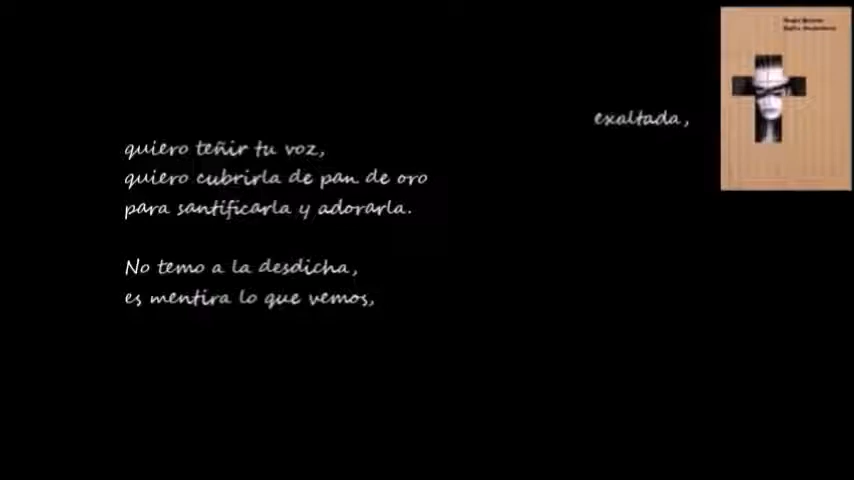 exaltada,
quiero teñir tu voz,
quiero cubrirla de pan de oro
para santificarla y adorarla.
No temo a la desdicha,
es mentira lo que vemos,